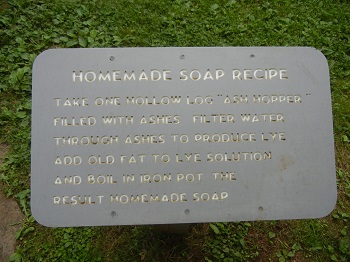 HOMEMADE SOAP RECIPE
TAKE ONE HOLLOW LOG "ASH HOPPER"
FILLED WITH ASHES FILTER WATER
THROUGH ASHES TO PRODUCE LYE
ADD OLD FAT TO LYE SOLUTION
AND BOIL IN IRON POT THE
RESULT HOMEMADE SOAP